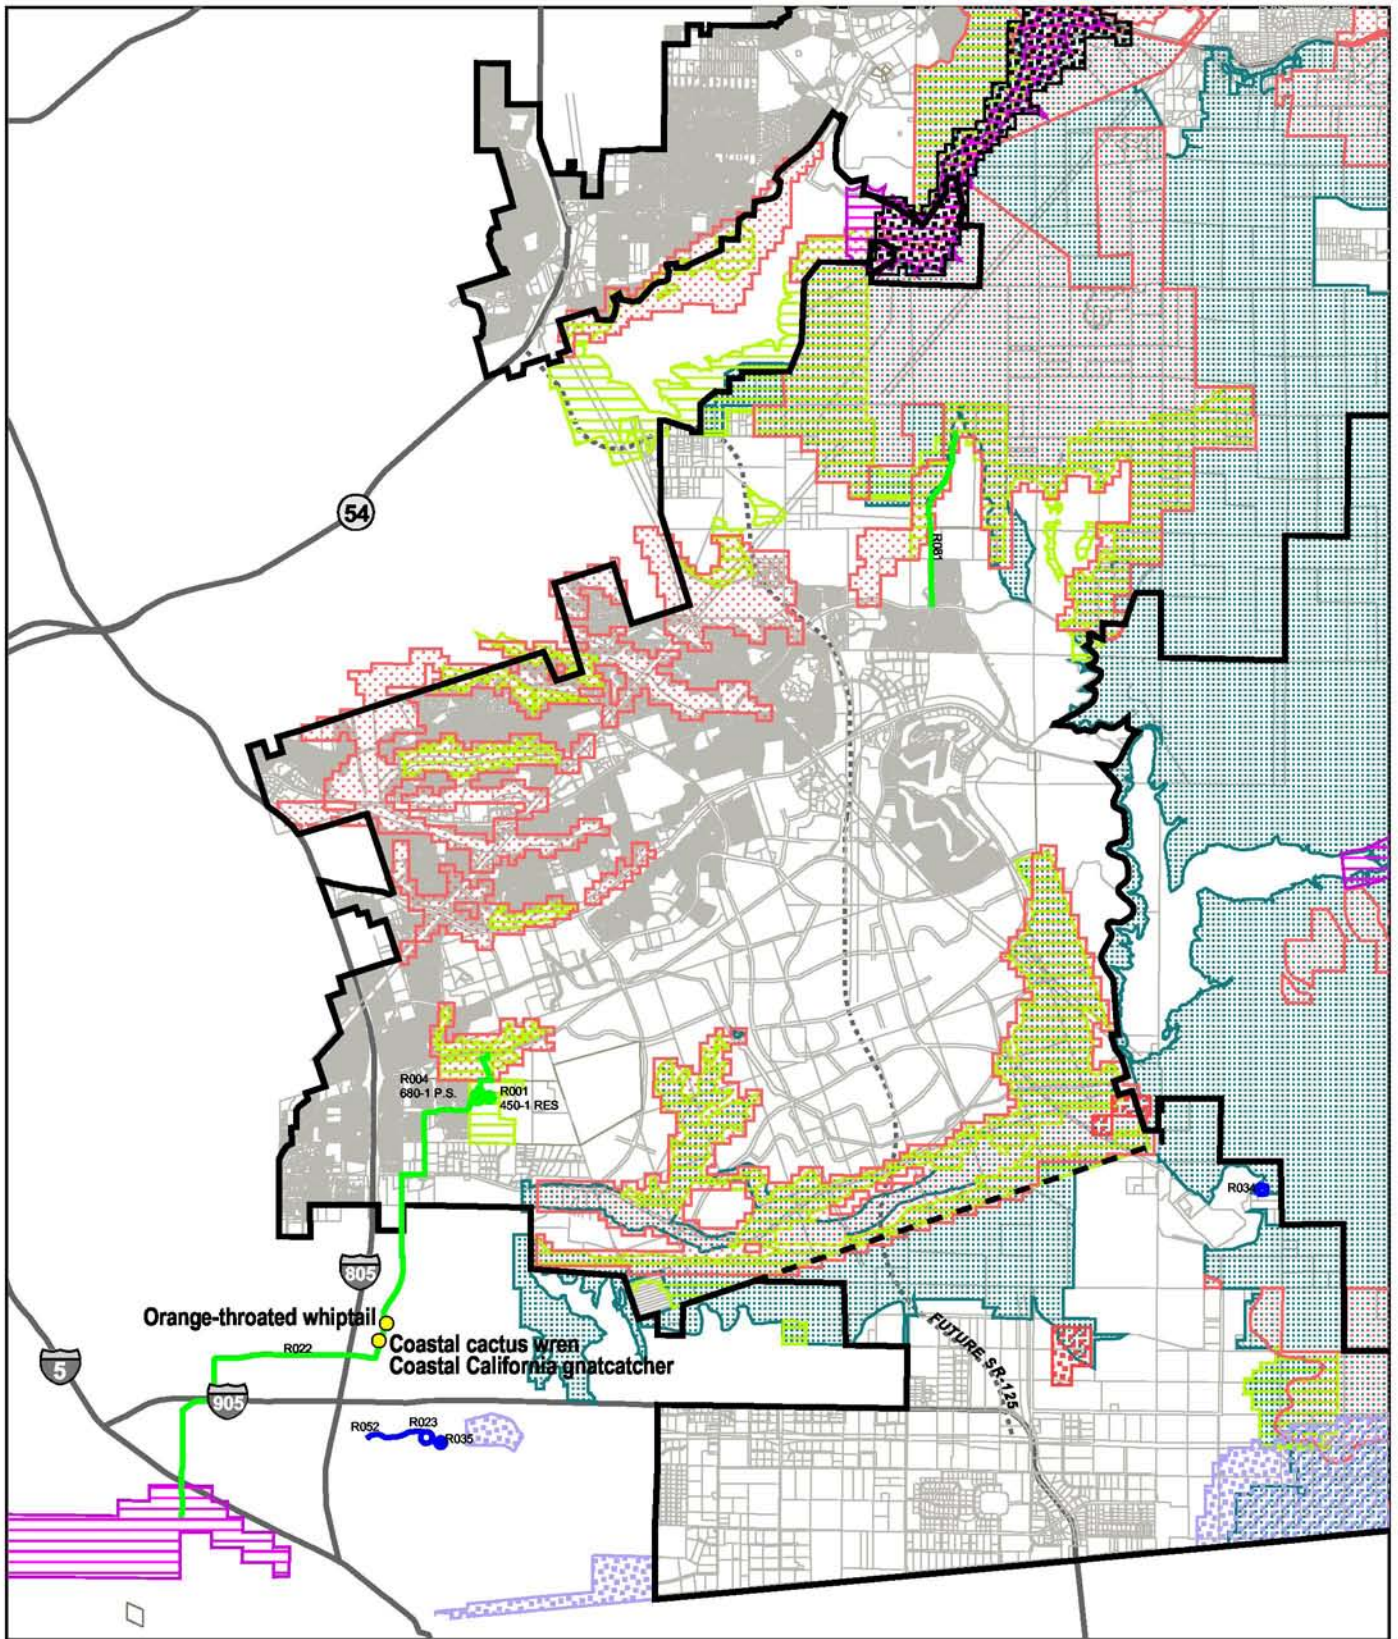 54
R081
R004
680-1 P.S.
R001
450-1 RES
R034
805
Orange-throated whiptail
Coastal cactus wren
Coastal California gnatcatcher
R022
5
905
FUTURE SR-125
R052
R023
R035